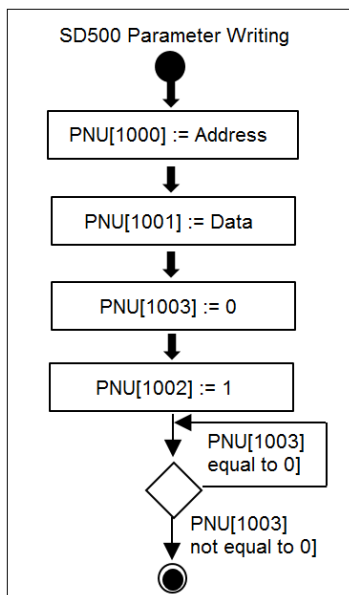 SD500 Parameter Writing
PNU[1000] := Address
PNU[1001] := Data
PNU[1003] := 0
PNU[1002] := 1
PNU[1003]
equal to 0]
PNU[1003]
not equal to 0]